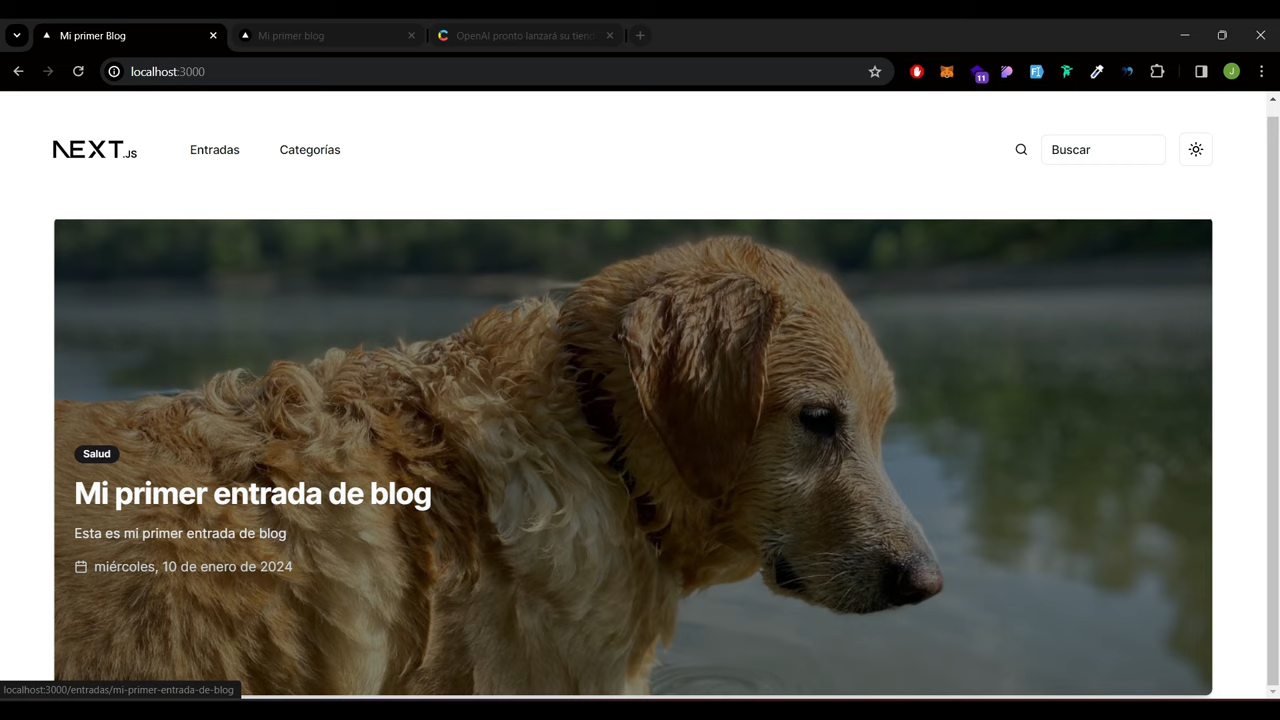 Mi primer Blog
Mi primer blog
OpenAI pronto lanzará su tiend
localhost:3000
11
J
NEXT.JS
Entradas
Categorías
Buscar
Salud
Mi primer entrada de blog
Esta es mi primer entrada de blog
miércoles, 10 de enero de 2024
localhost:3000/entradas/mi-primer-entrada-de-blog